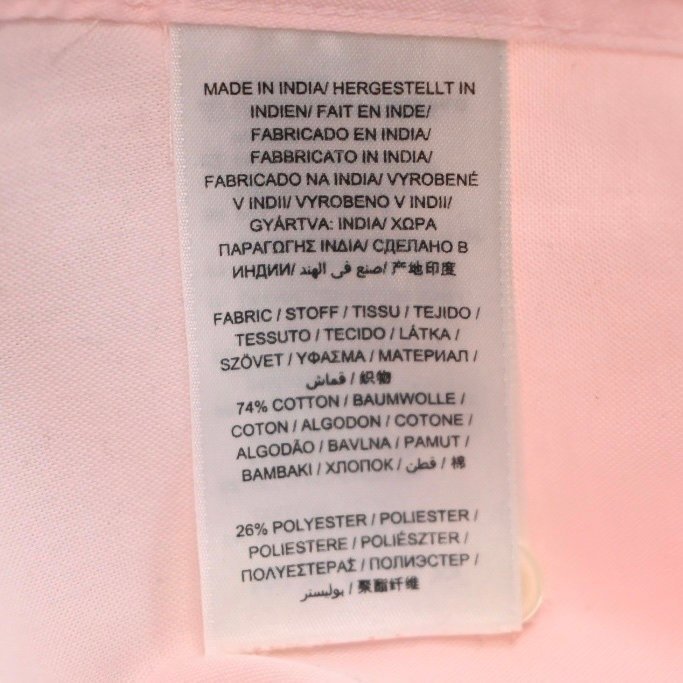 MADE IN INDIA/ HERGESTELLT IN
INDIEN/ FAIT EN INDE/
FABRICADO EN INDIA/
FABBRICATO IN INDIA/
FABRICADO NA INDIA/ VYROBENÉ
V INDII/ VYROBENO V INDII/
GYÁRTVA: INDIA/ ΧΩΡΑ
ΠΑΡΑΓΩΓΗΣ ΙΝΔΙΑ/ СДЕЛАНО В
ИНДИИ/ صنع في الهند/ 产地印度
FABRIC / STOFF / TISSU / TEJIDO /
TESSUTO / TECIDO / LÁTKA /
SZÖVET / ΥΦΑΣΜΑ / МАТЕРИАЛ /
قماش / 织物
74% COTTON / BAUMWOLLE /
COTON / ALGODON / COTONE /
ALGODÃO / BAVLNA / PAMUT /
ΒΑΜΒΑΚΙ / ХЛОПОК / قطن / 棉
26% POLYESTER / POLIESTER /
POLIESTERE / POLIÉSZTER /
ΠΟΛΥΕΣΤΕΡΑΣ / ПОЛИЭСТЕР /
بوليستر / 聚酯纤维